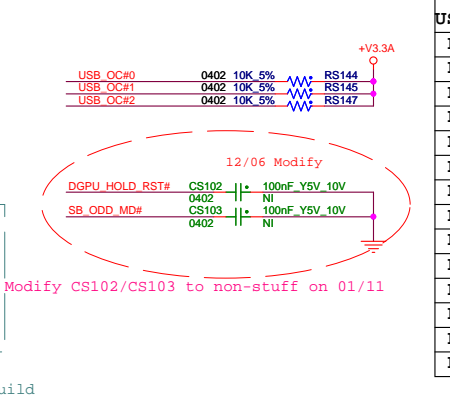 +V3.3A
USB_OC#0 0402 10K_5% RS144
USB_OC#1 0402 10K_5% RS145
USB_OC#2 0402 10K_5% RS147
12/06 Modify
DGPU_HOLD_RST# CS102 100nF_Y5V_10V
0402 NI
SB_ODD_MD# CS103 100nF_Y5V_10V
0402 NI
Modify CS102/CS103 to non-stuff on 01/11